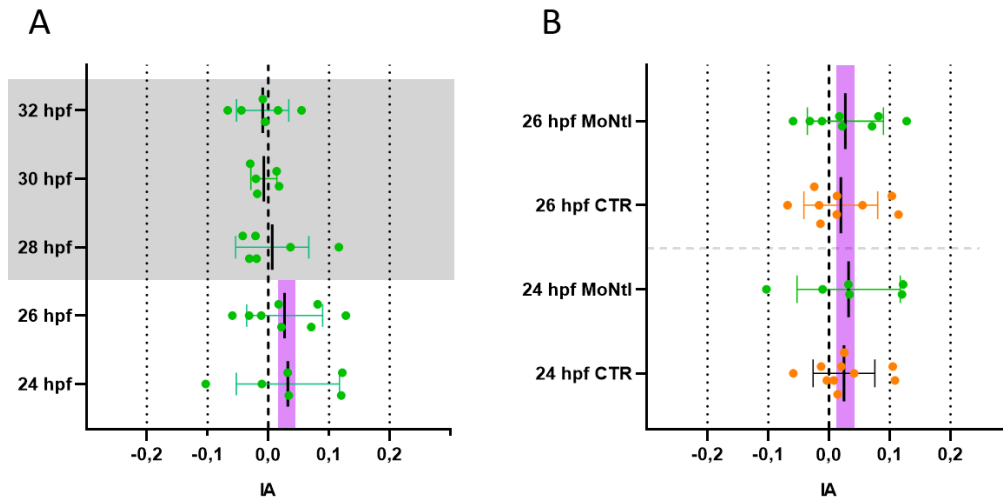 A
32 hpf
30 hpf
28 hpf
26 hpf
24 hpf
-0,2 -0,1 0,0 0,1 0,2
IA
B
26 hpf MoNtl
26 hpf CTR
24 hpf MoNtl
24 hpf CTR
-0,2 -0,1 0,0 0,1 0,2
IA